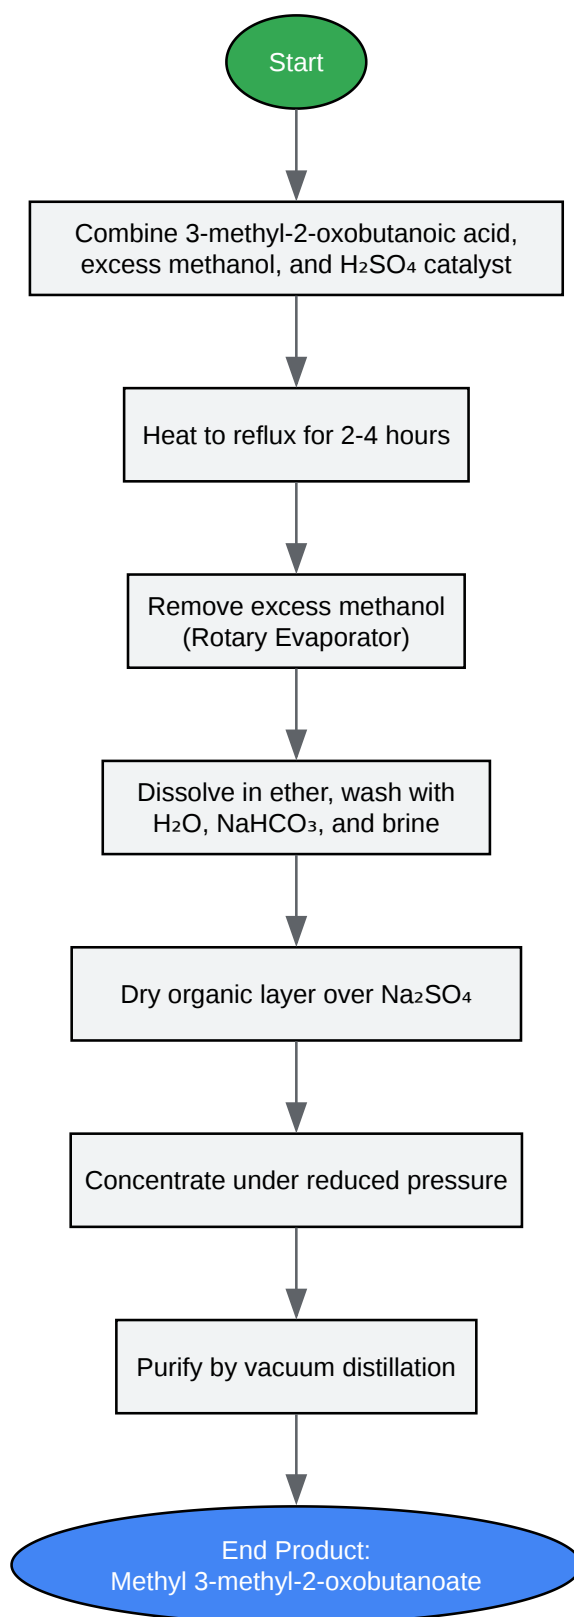 Start
Combine 3-methyl-2-oxobutanoic acid,
excess methanol, and H₂SO₄ catalyst
Heat to reflux for 2-4 hours
Remove excess methanol
(Rotary Evaporator)
Dissolve in ether, wash with
H₂O, NaHCO₃, and brine
Dry organic layer over Na₂SO₄
Concentrate under reduced pressure
Purify by vacuum distillation
End Product:
Methyl 3-methyl-2-oxobutanoate